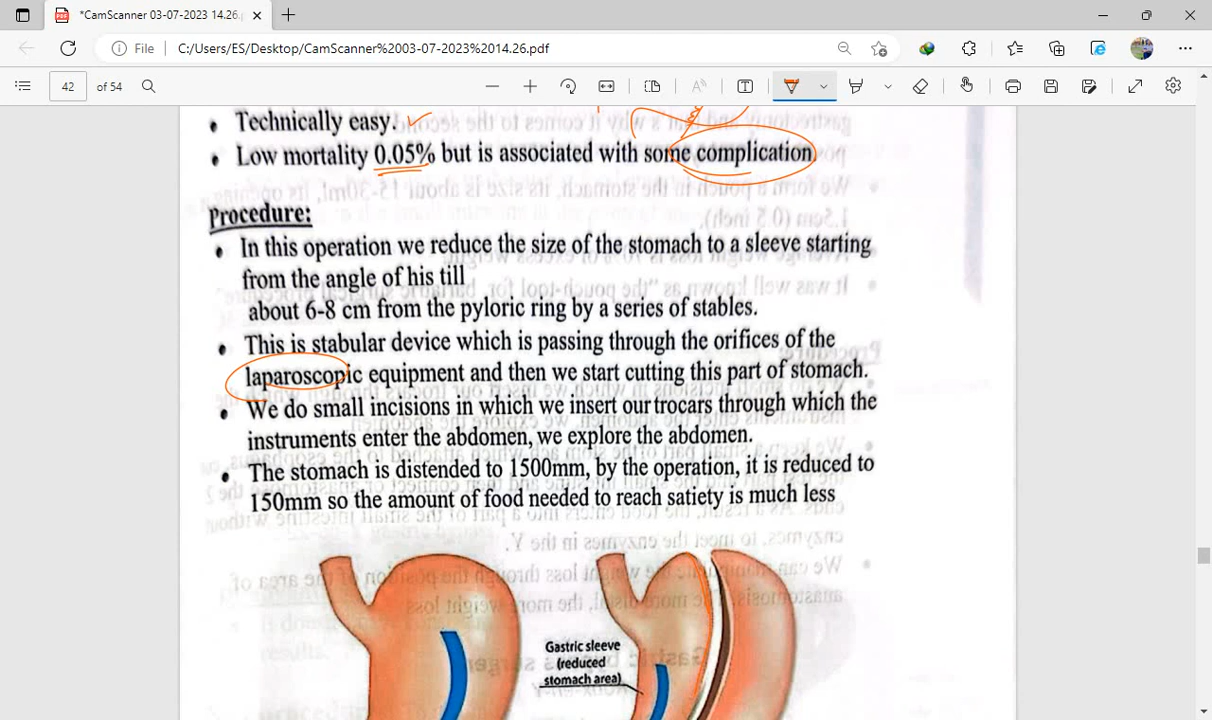 *CamScanner 03-07-2023 14.26.
File
C:/Users/ES/Desktop/CamScanner%2003-07-2023%2014.26.pdf
42
of 54
• Technically easy.
• Low mortality 0.05% but is associated with some complication
Procedure:
• In this operation we reduce the size of the stomach to a sleeve starting
from the angle of his till
about 6-8 cm from the pyloric ring by a series of stables.
• This is stabular device which is passing through the orifices of the
laparoscopic equipment and then we start cutting this part of stomach.
• We do small incisions in which we insert our trocars through which the
instruments enter the abdomen, we explore the abdomen.
• The stomach is distended to 1500mm, by the operation, it is reduced to
150mm so the amount of food needed to reach satiety is much less
Gastric sleeve
(reduced
stomach area)